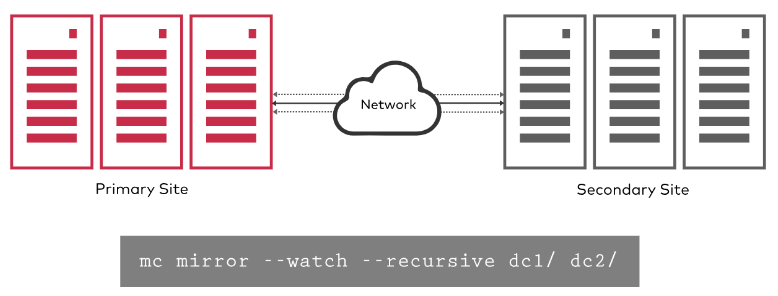 Network
Primary Site
Secondary Site
mc mirror --watch --recursive dc1/ dc2/